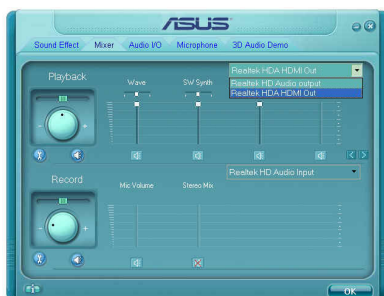 ASUS
Sound Effect Mixer Audio I/O Microphone 3D Audio Demo
Playback
Realtek HDA HDMI Out
Realtek HD Audio output
Realtek HDA HDMI Out
Wave SW Synth
Record
Realtek HD Audio Input
Mic Volume Stereo Mix
OK